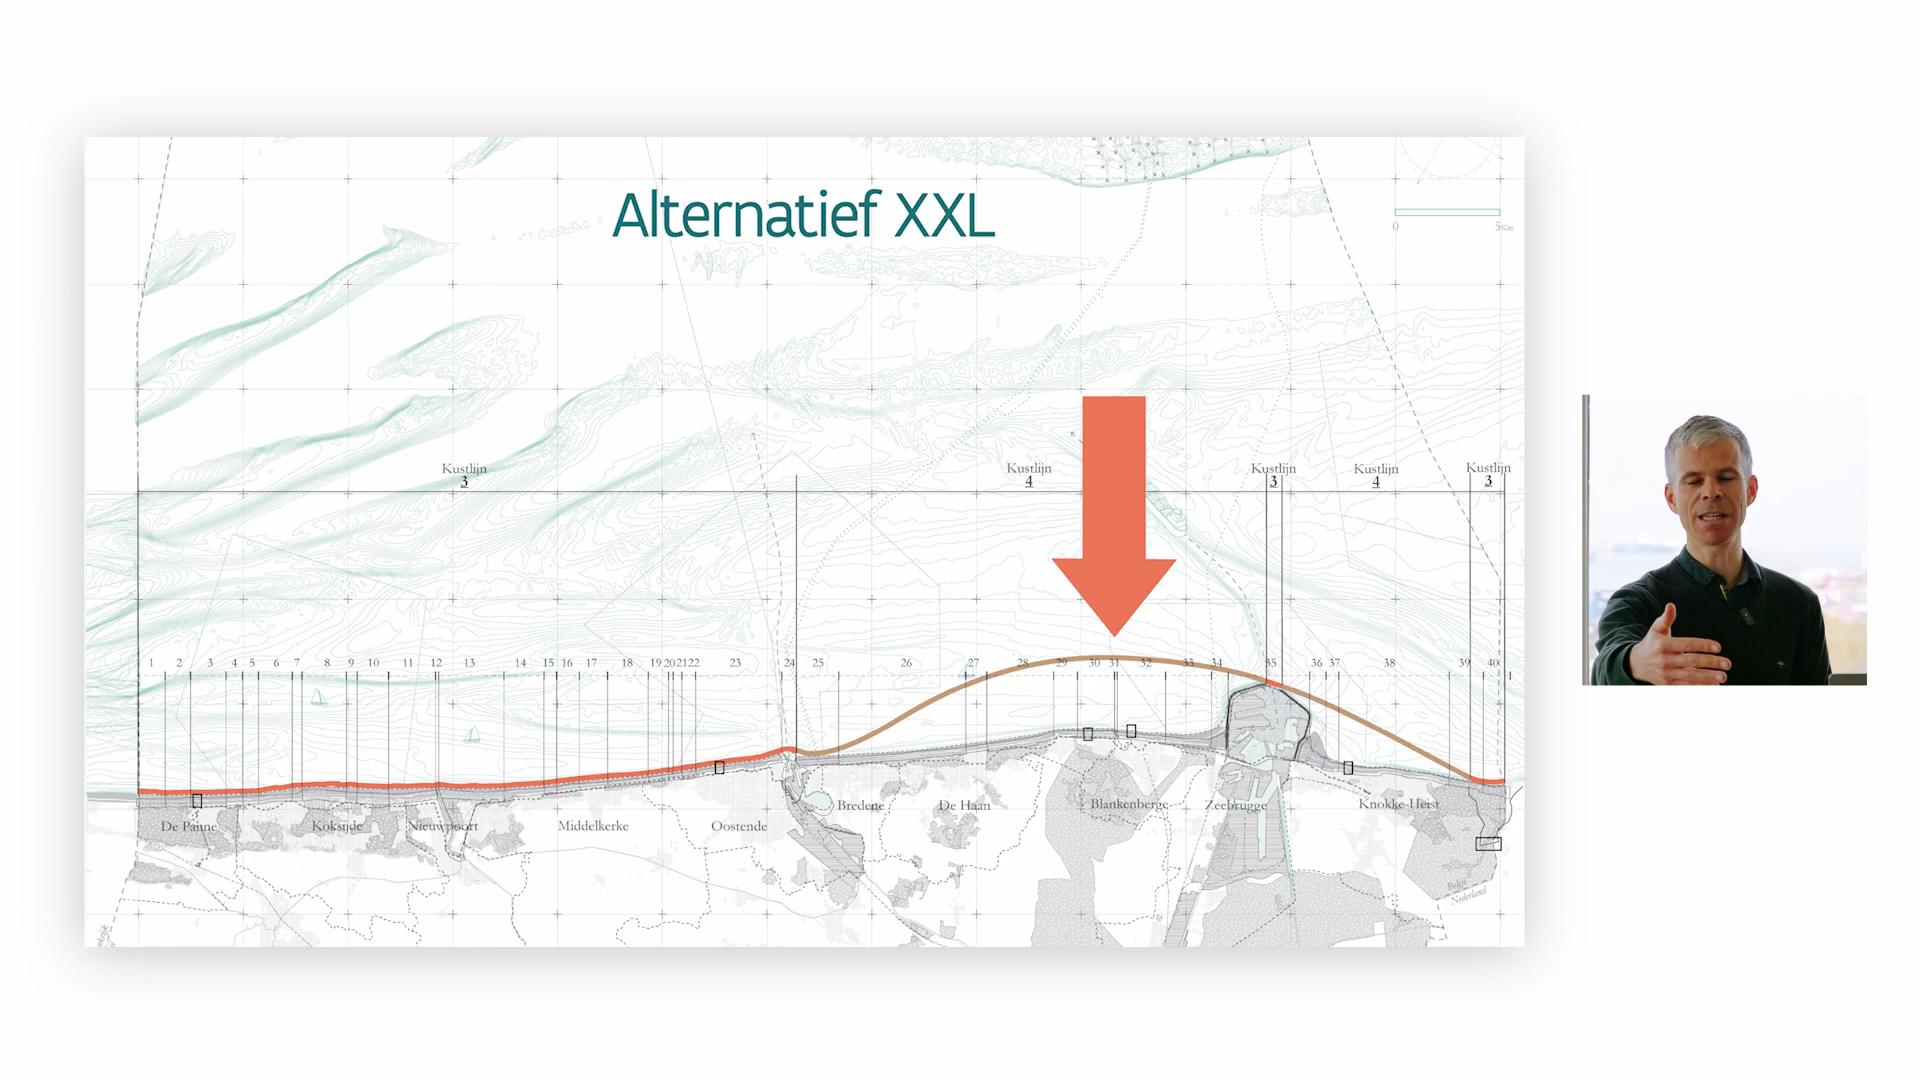 Alternatief XXL
0 5Km
Kustlijn Kustlijn Kustlijn Kustlijn Kustlijn
3 4 3 4 3
1 2 3 4 5 6 7 8 9 10 11 12 13 14 15 16 17 18 19 20 21 22 23 24 25 26 27 28 29 30 31 32 33 34 35 36 37 38 39 40
Bredene De Haan Blankenberge Zeebrugge Knokke-Heist
De Panne Koksijde Nieuwpoort Middelkerke Oostende
België
Nederland